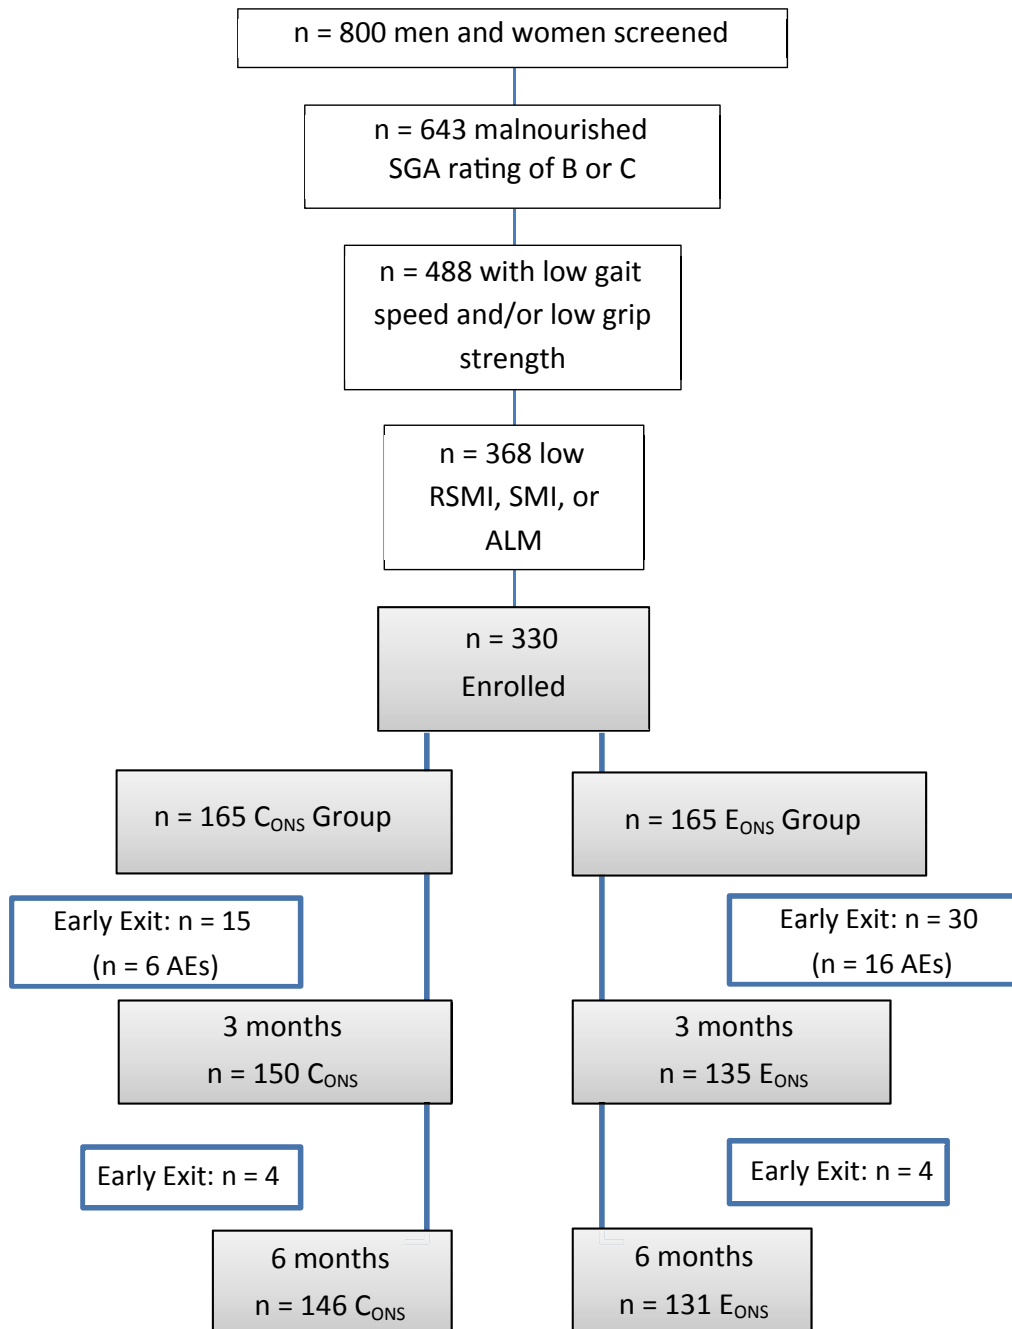 n = 800 men and women screened
n = 643 malnourished
SGA rating of B or C
n = 488 with low gait
speed and/or low grip
strength
n = 368 low
RSMI, SMI, or
ALM
n = 330
Enrolled
n = 165 CONS Group
n = 165 EONS Group
Early Exit: n = 15
(n = 6 AEs)
Early Exit: n = 30
(n = 16 AEs)
3 months
n = 150 CONS
3 months
n = 135 EONS
Early Exit: n = 4
Early Exit: n = 4
6 months
n = 146 CONS
6 months
n = 131 EONS